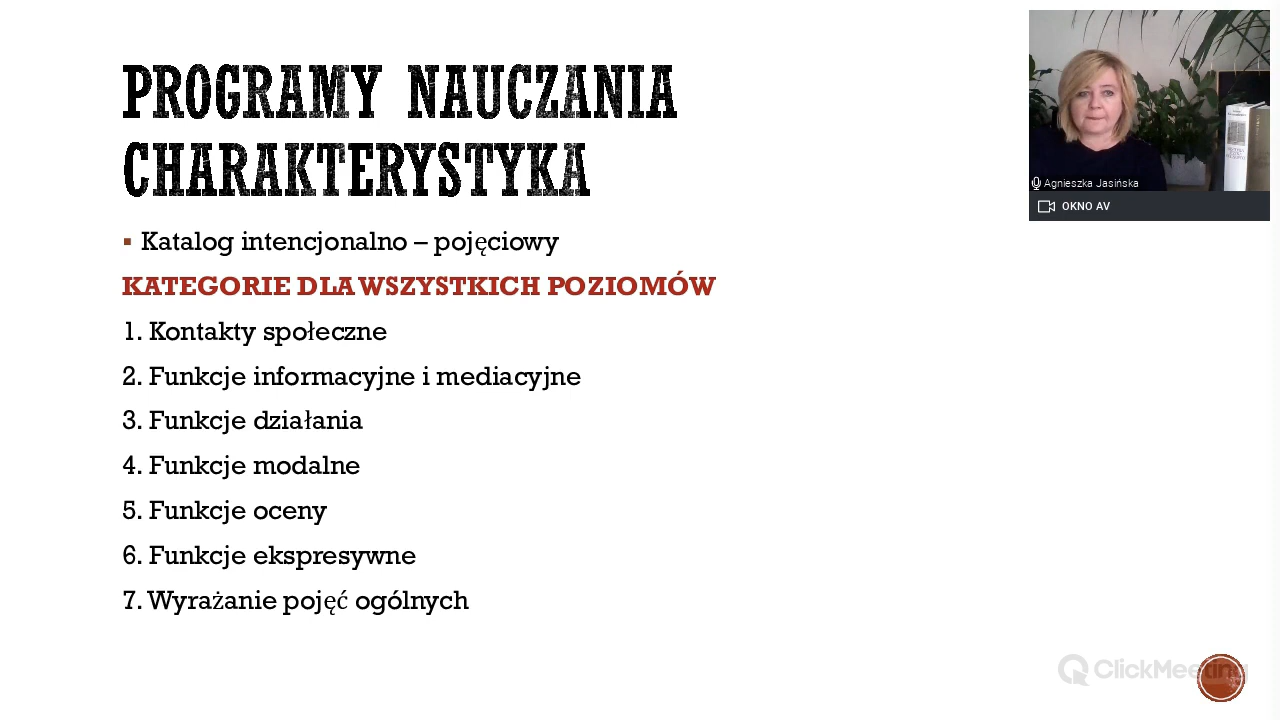 PROGRAMY NAUCZANIA
CHARAKTERYSTYKA
Katalog intencjonalno – pojęciowy
KATEGORIE DLA WSZYSTKICH POZIOMÓW
1. Kontakty społeczne
2. Funkcje informacyjne i mediacyjne
3. Funkcje działania
4. Funkcje modalne
5. Funkcje oceny
6. Funkcje ekspresywne
7. Wyrażanie pojęć ogólnych
Agnieszka Jasińska
OKNO AV
ClickMeeting